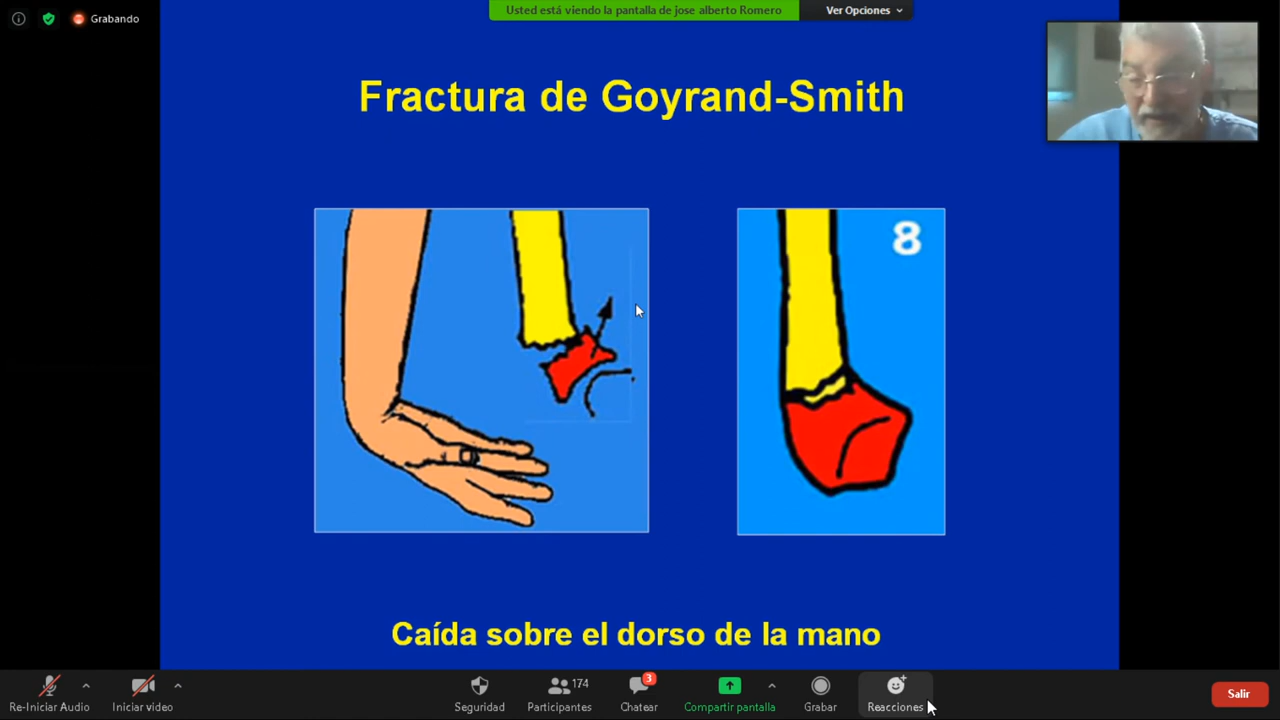 Grabando
Usted está viendo la pantalla de jose alberto Romero
Ver Opciones
Fractura de Goyrand-Smith
8
Caída sobre el dorso de la mano
Re-Iniciar Audio
Iniciar video
Seguridad
174
Participantes
3
Chatear
Compartir pantalla
Grabar
Reacciones
Salir